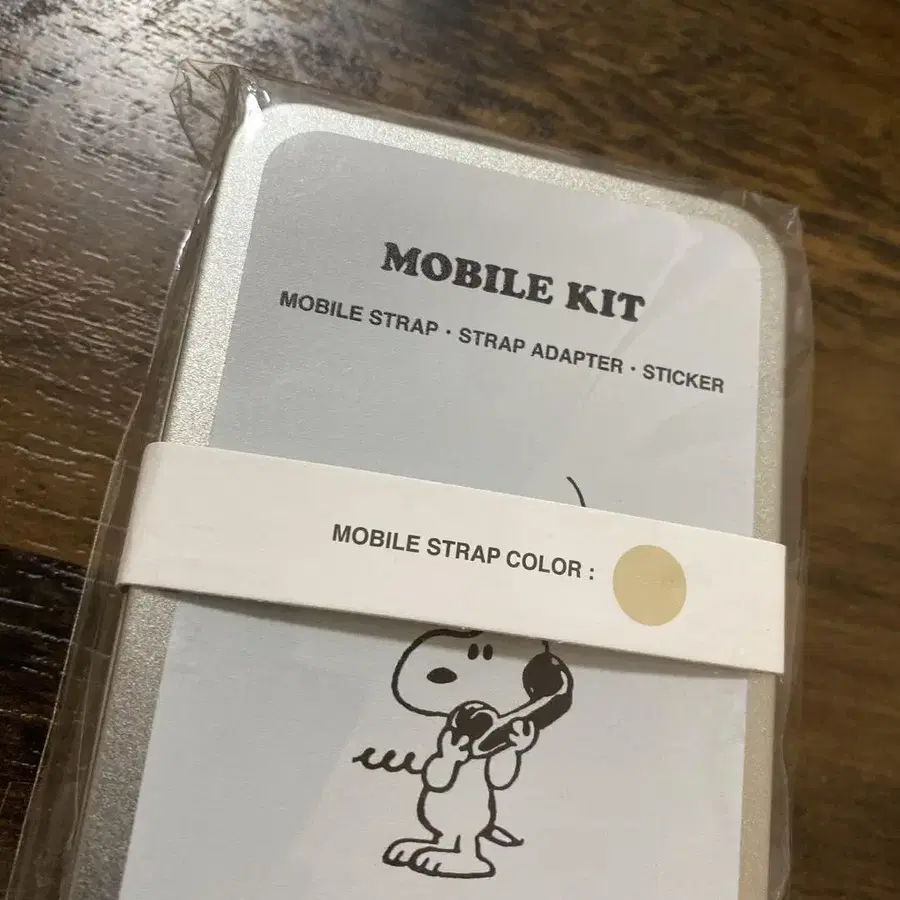 MOBILE KIT
MOBILE STRAP · STRAP ADAPTER · STICKER
MOBILE STRAP COLOR :